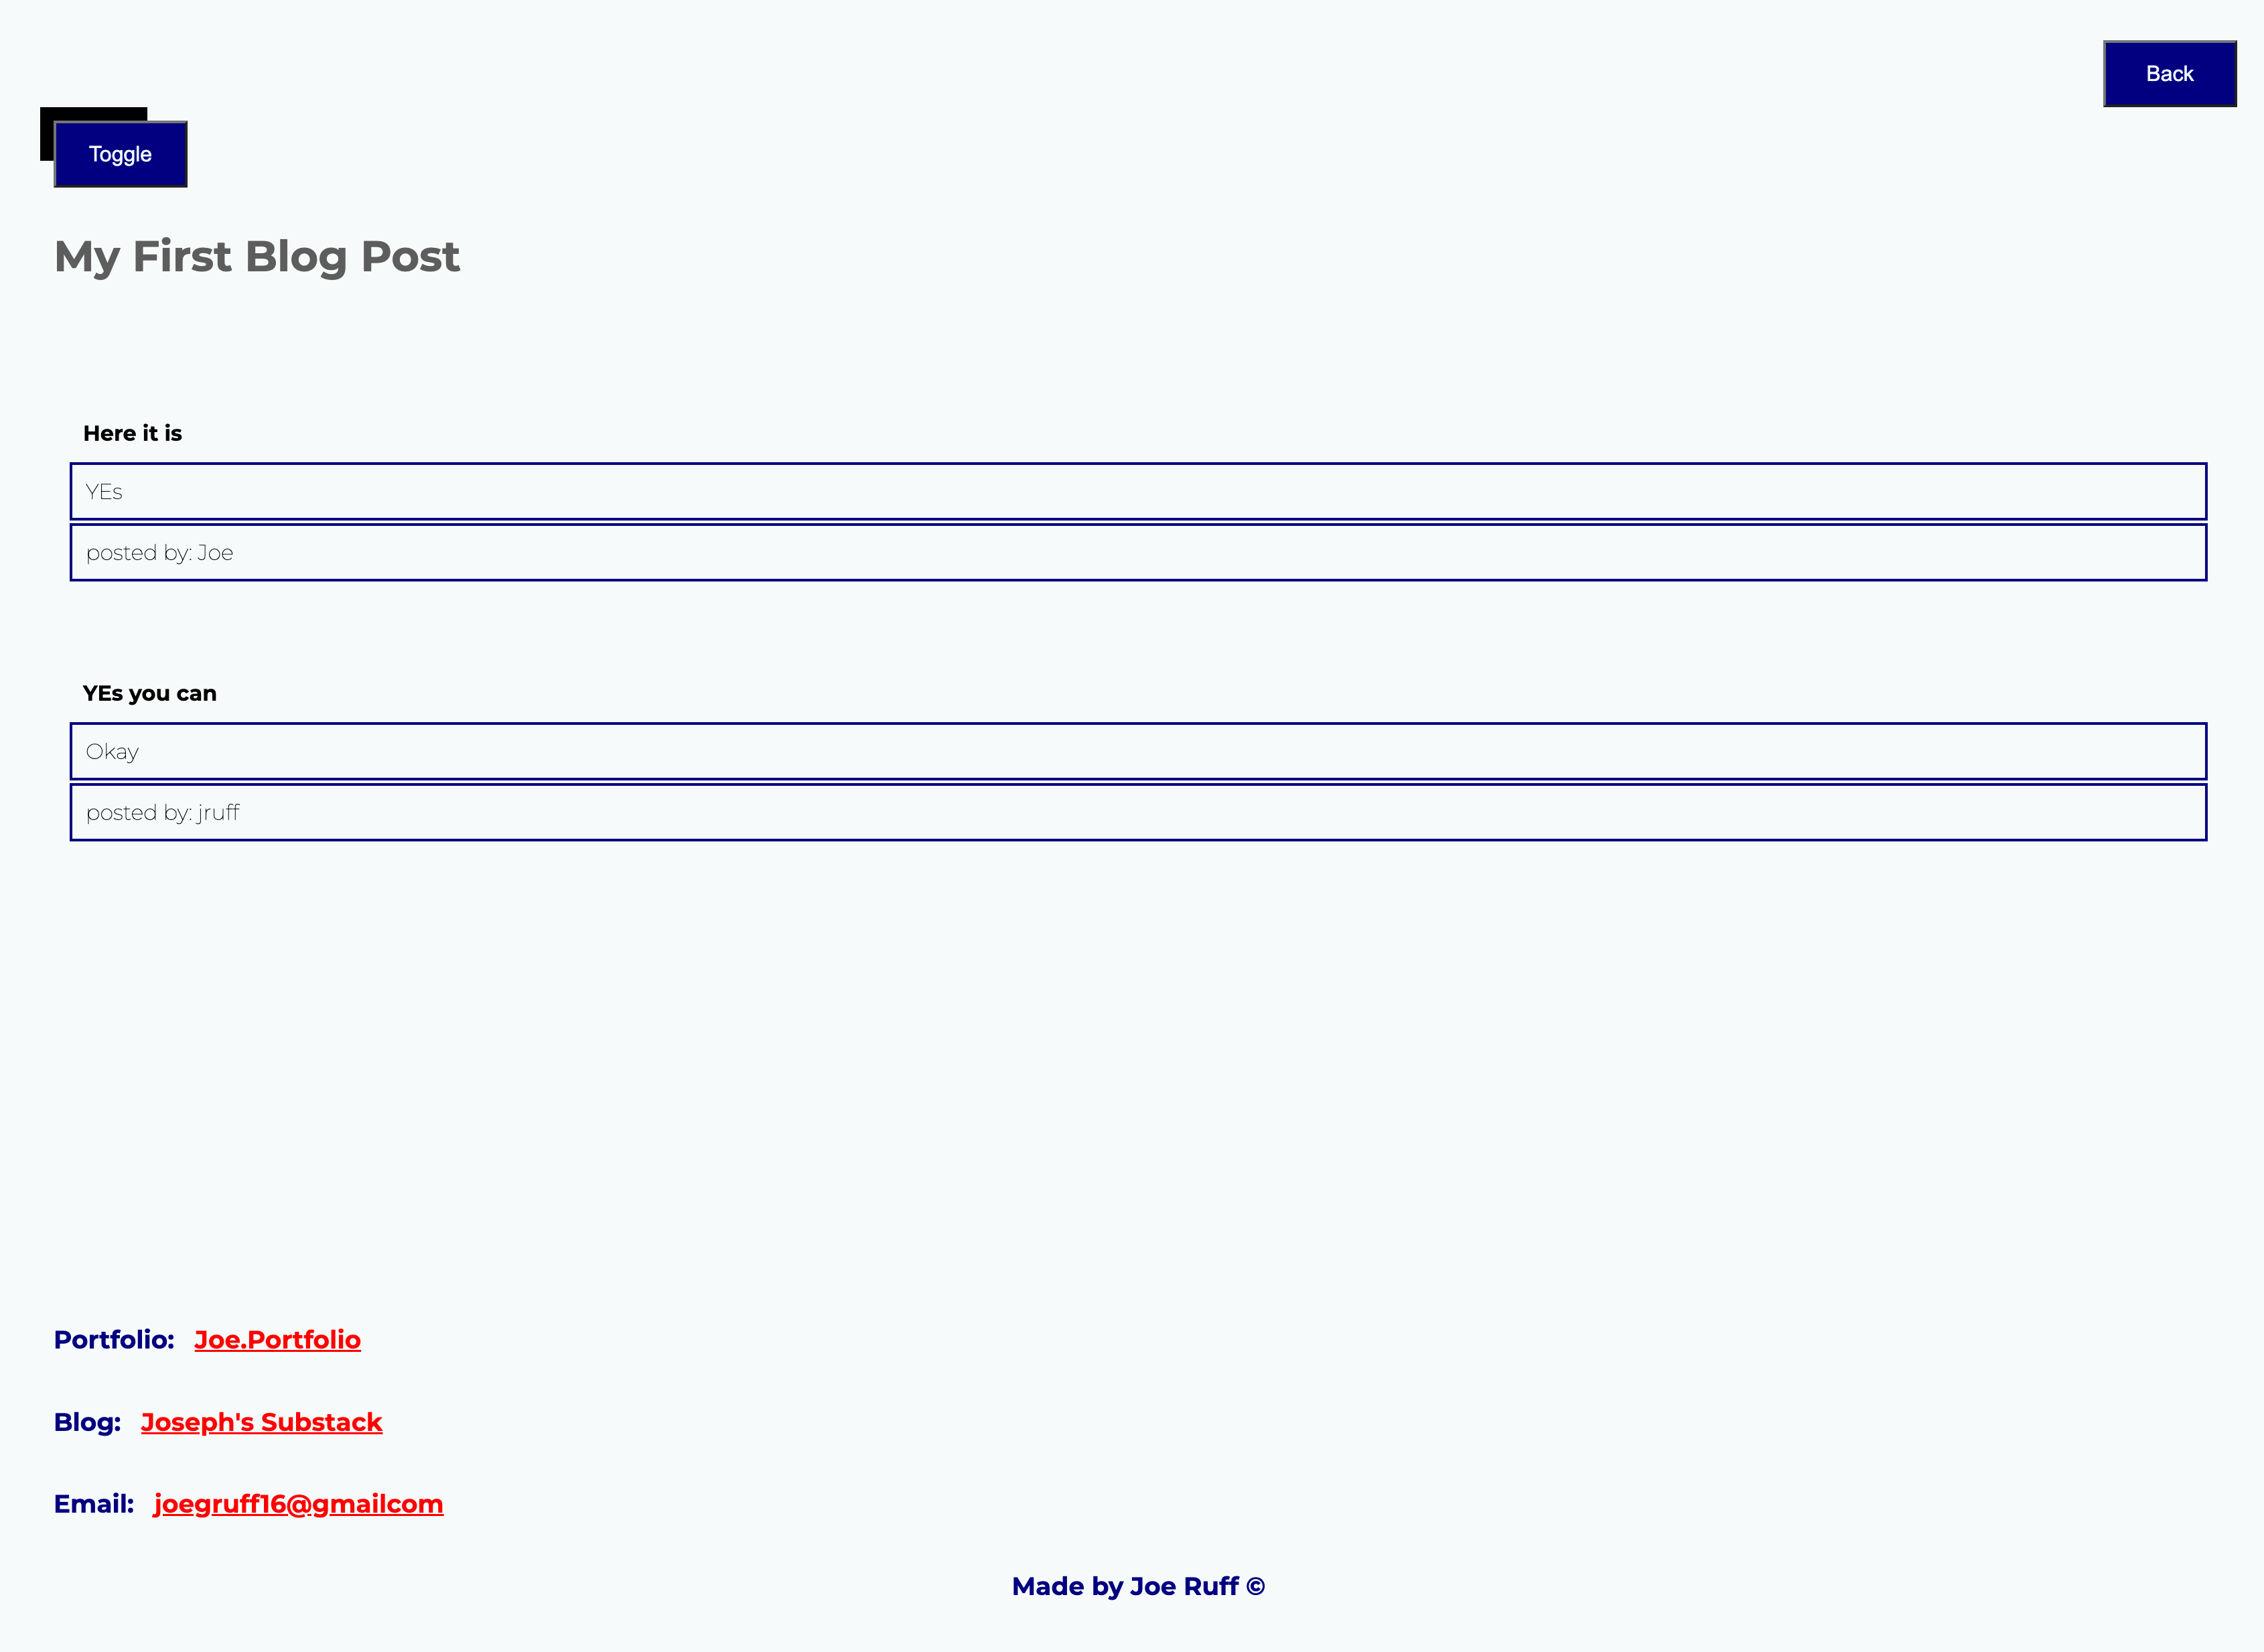 Back
Toggle
My First Blog Post
Here it is
YEs
posted by: Joe
YEs you can
Okay
posted by: jruff
Portfolio: Joe.Portfolio
Blog: Joseph's Substack
Email: joegruff16@gmailcom
Made by Joe Ruff ©